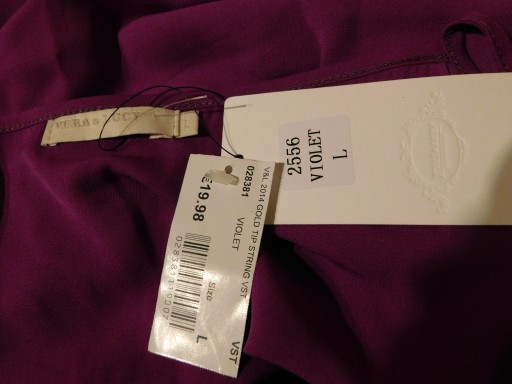 VERA & LUCY
L
2556
VIOLET
L
V&L 2014 GOLD TIP STRING VST
028381
VIOLET
VST
19.98
Size
L